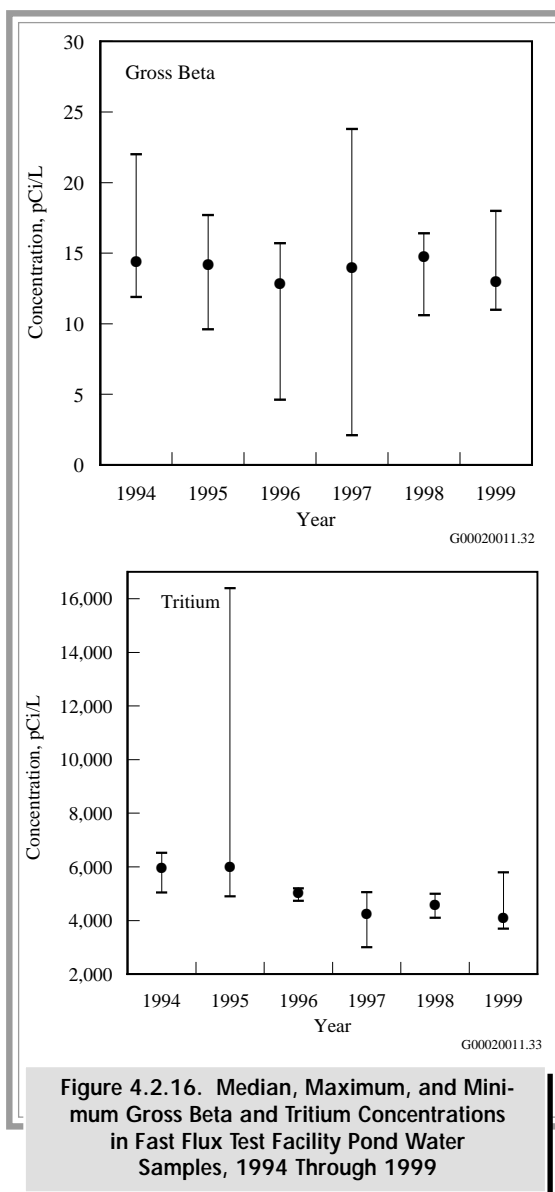 30
25
20
15
10
5
0
Concentration, pCi/L
Gross Beta
1994 1995 1996 1997 1998 1999
Year
G00020011.32
16,000
14,000
12,000
10,000
8,000
6,000
4,000
2,000
Concentration, pCi/L
Tritium
1994 1995 1996 1997 1998 1999
Year
G00020011.33
Figure 4.2.16. Median, Maximum, and Mini-
mum Gross Beta and Tritium Concentrations
in Fast Flux Test Facility Pond Water
Samples, 1994 Through 1999